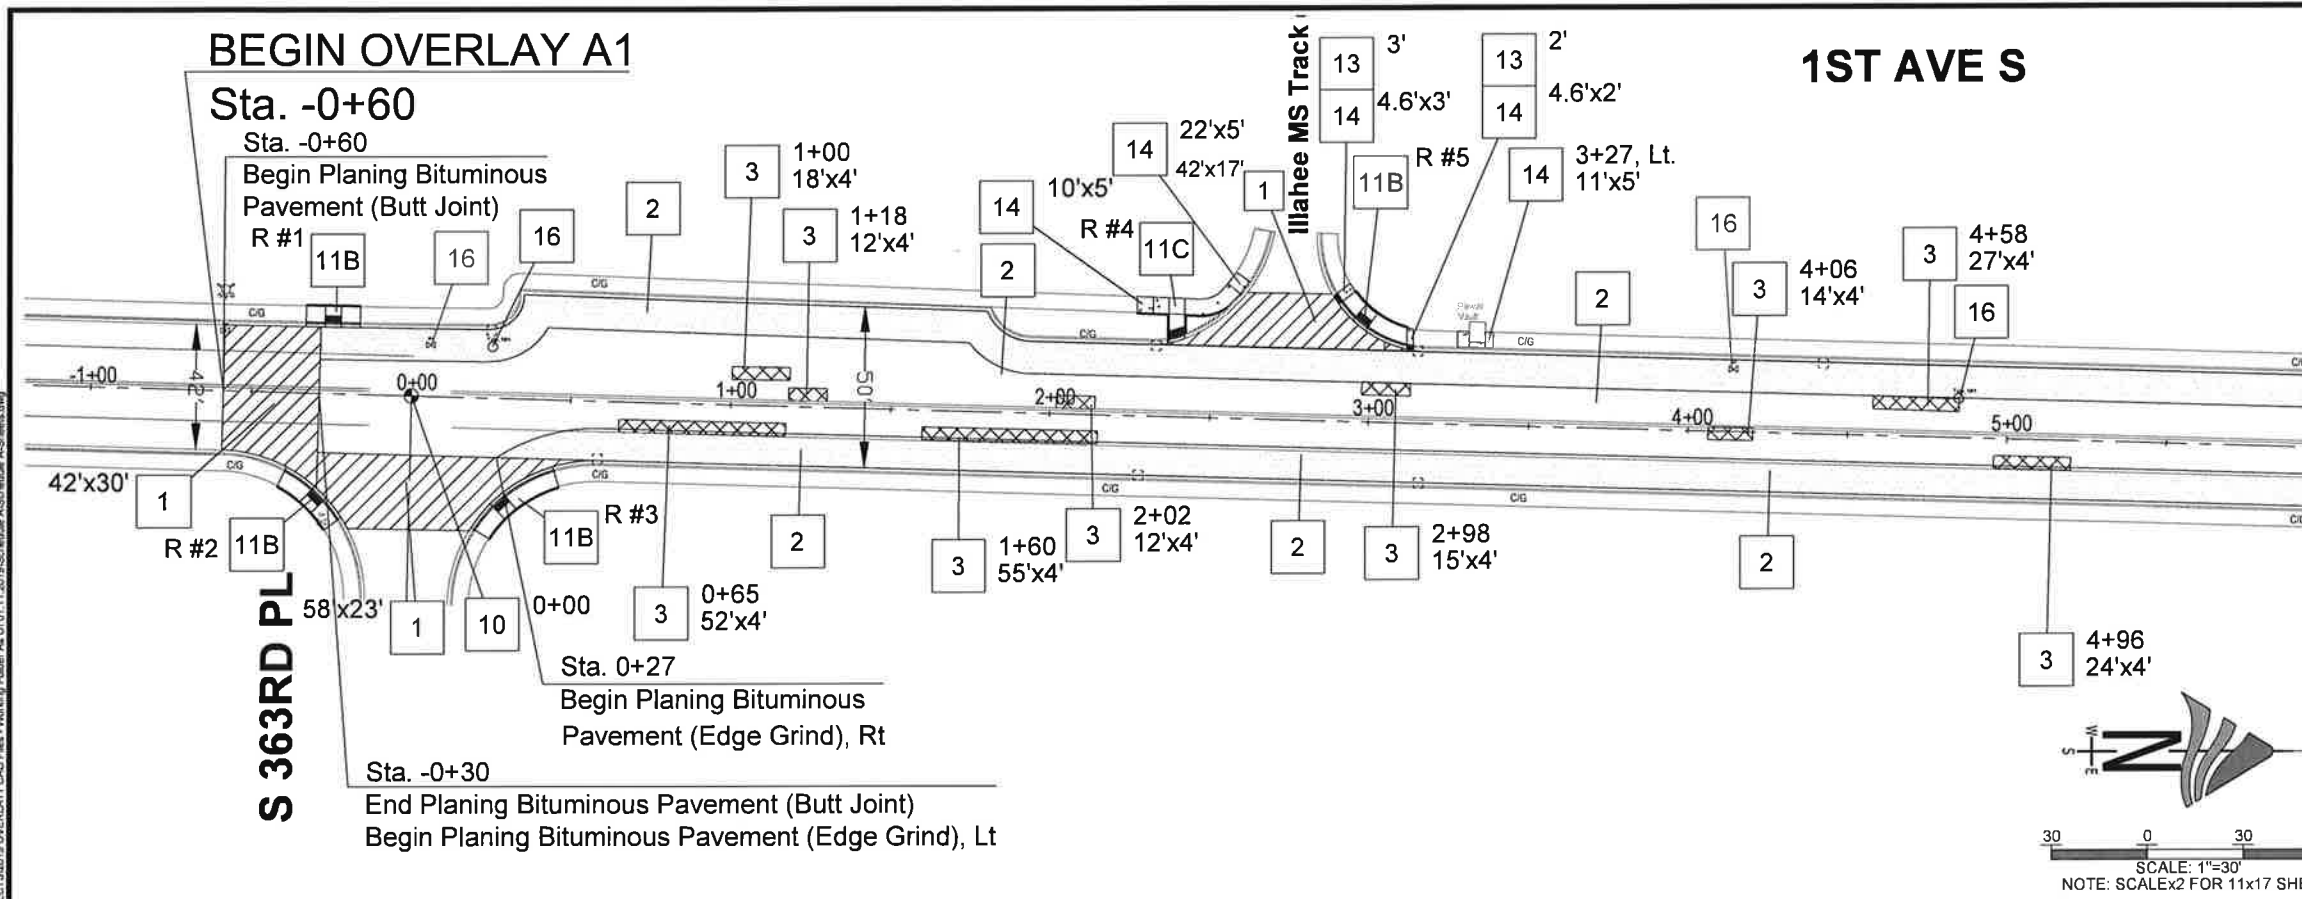 BEGIN OVERLAY A1
Sta. -0+60
Sta. -0+60
Begin Planing Bituminous
Pavement (Butt Joint)
R #1
11B
16
16
2
3
1+00
18'x4'
3
1+18
12'x4'
14
10'x5'
2
R #4
11C
14
22'x5'
42'x17'
1
Illahee MS Track
13
3'
14
4.6'x3'
11B
R #5
13
2'
14
4.6'x2'
14
3+27, Lt.
11'x5'
1ST AVE S
16
2
3
4+06
14'x4'
3
4+58
27'x4'
16
C/G
C/G
C/G
C/G
Vault
-1+00
42'
0+00
1+00
50'
2+00
3+00
4+00
5+00
C/G
C/G
C/G
C/G
42'x30'
1
R #2
11B
58'x23'
1
10
0+00
11B
R #3
3
0+65
52'x4'
2
3
1+60
55'x4'
3
2+02
12'x4'
2
3
2+98
15'x4'
2
3
4+96
24'x4'
S 363RD PL
Sta. 0+27
Begin Planing Bituminous
Pavement (Edge Grind), Rt
Sta. -0+30
End Planing Bituminous Pavement (Butt Joint)
Begin Planing Bituminous Pavement (Edge Grind), Lt
W
S
E
N
30
0
30
SCALE: 1"=30'
NOTE: SCALEx2 FOR 11x17 SHE